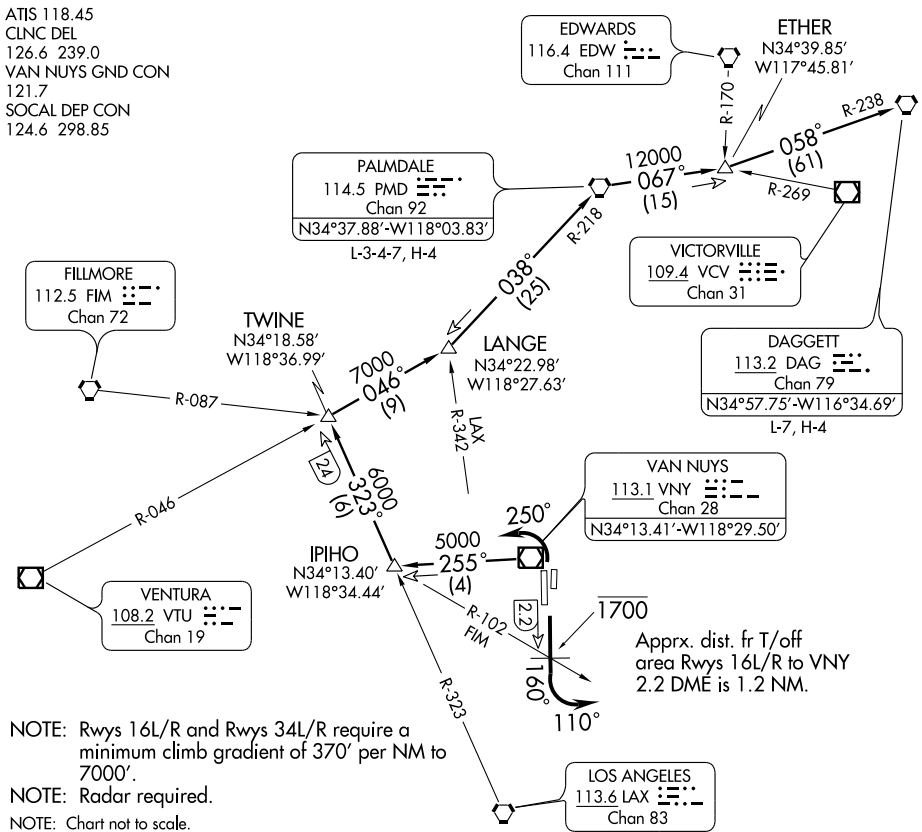 ATIS 118.45
CLNC DEL
126.6 239.0
VAN NUYS GND CON
121.7
SOCAL DEP CON
124.6 298.85
EDWARDS
116.4 EDW
Chan 111
ETHER
N34°39.85'
W117°45.81'
R-170
R-238
058°
(61)
12000
067°
(15)
R-269
PALMDALE
114.5 PMD
Chan 92
N34°37.88'-W118°03.83'
L-3-4-7, H-4
R-218
038°
(25)
VICTORVILLE
109.4 VCV
Chan 31
DAGGETT
113.2 DAG
Chan 79
N34°57.75'-W116°34.69'
L-7, H-4
FILLMORE
112.5 FIM
Chan 72
R-087
TWINE
N34°18.58'
W118°36.99'
7000
046°
(9)
LANGE
N34°22.98'
W118°27.63'
LAX
R-342
24
6000
323°
(6)
R-046
VENTURA
108.2 VTU
Chan 19
IPIHO
N34°13.40'
W118°34.44'
5000
255°
(4)
250°
VAN NUYS
113.1 VNY
Chan 28
N34°13.41'-W118°29.50'
R-102
FIM
2.2
1700
160°
110°
Apprx. dist. fr T/off
area Rwys 16L/R to VNY
2.2 DME is 1.2 NM.
R-323
LOS ANGELES
113.6 LAX
Chan 83
NOTE: Rwys 16L/R and Rwys 34L/R require a
minimum climb gradient of 370' per NM to
7000'.
NOTE: Radar required.
NOTE: Chart not to scale.